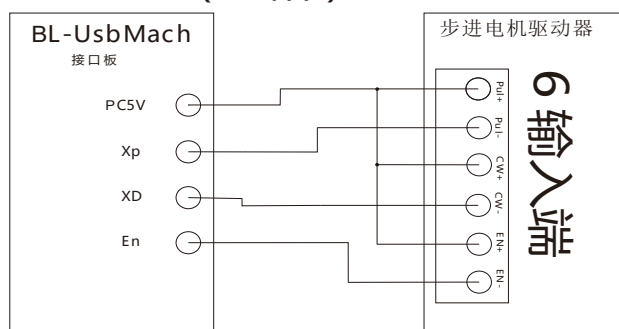 BL-UsbMach
接口板
PC5V
Xp
XD
En
步进电机驱动器
Pul+
Pul-
CW+
CW-
EN+
EN-
6输入端